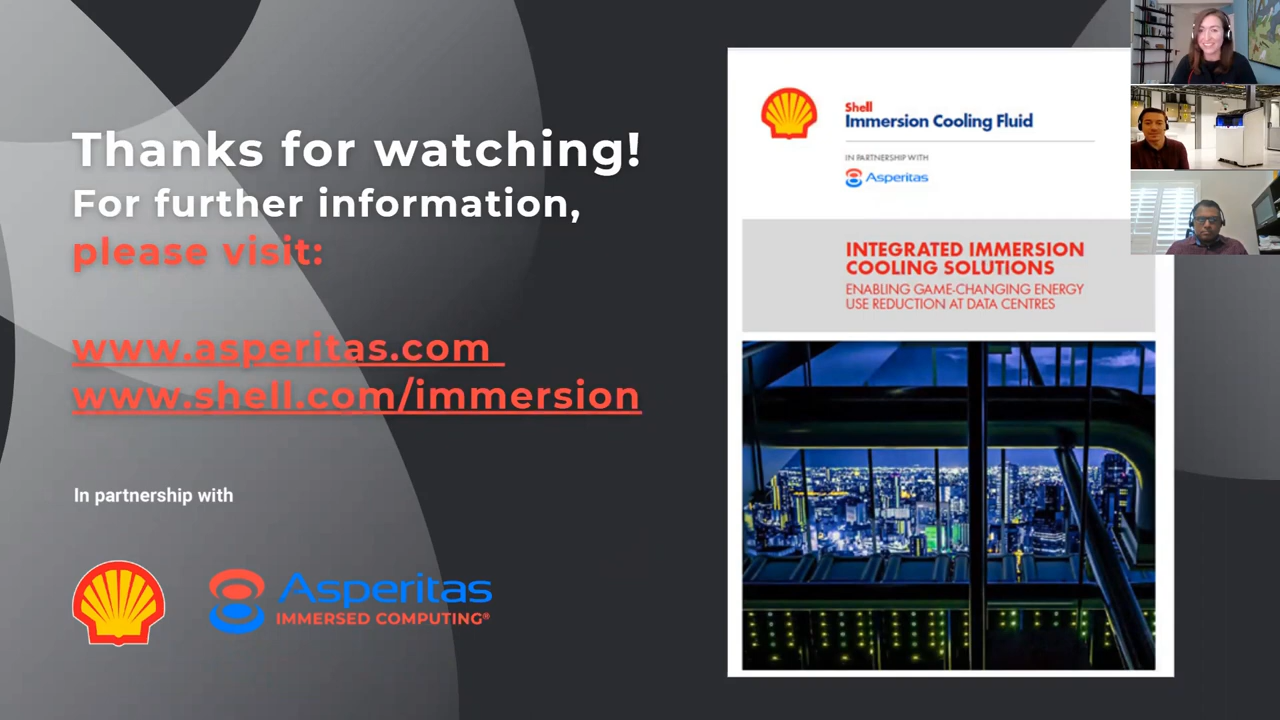 Thanks for watching!
For further information,
please visit:
www.asperitas.com
www.shell.com/immersion
In partnership with
Asperitas
IMMERSED COMPUTING®
Shell
Immersion Cooling Fluid
IN PARTNERSHIP WITH
Asperitas
INTEGRATED IMMERSION
COOLING SOLUTIONS
ENABLING GAME-CHANGING ENERGY
USE REDUCTION AT DATA CENTRES